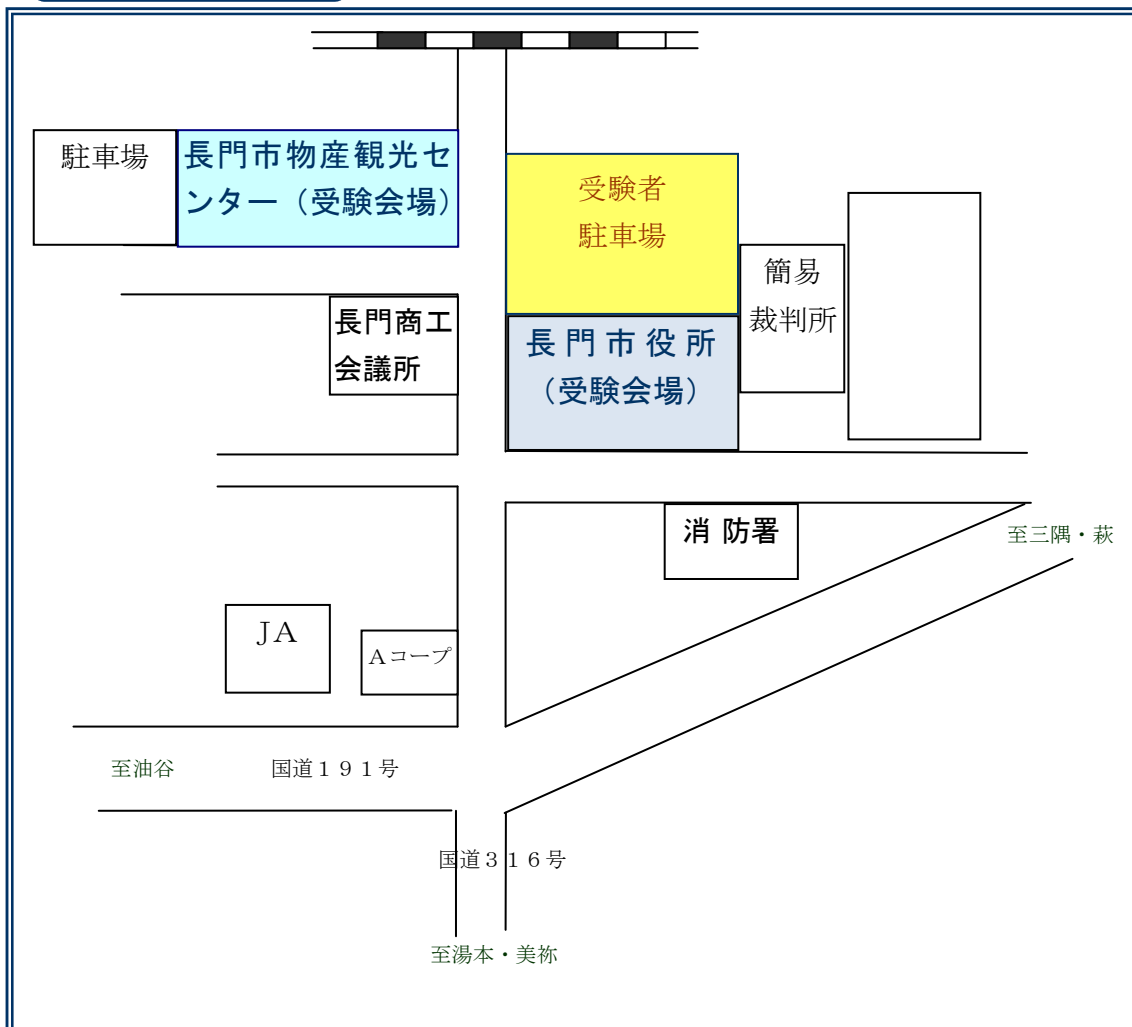 駐車場
長門市物産観光セ
ンター（受験会場）
受験者
駐車場
簡易
裁判所
長門商工
会議所
長門市役所
（受験会場）
消防署
至三隅・萩
ＪＡ
Ａコープ
至油谷
国道１９１号
国道３１６号
至湯本・美祢